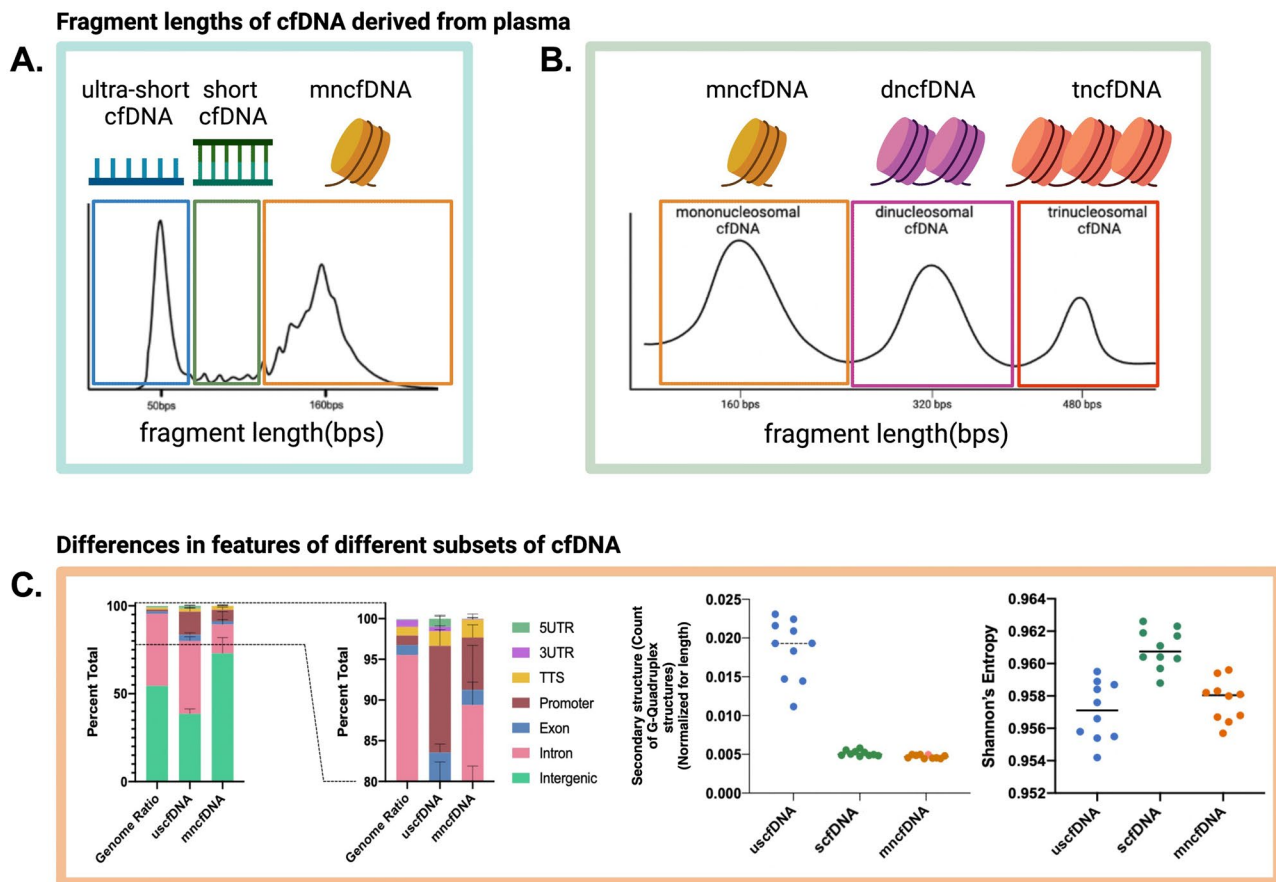 Fragment lengths of cfDNA derived from plasma
A.
ultra-short
cfDNA
short
cfDNA
mncfDNA
50bps
160bps
fragment length(bps)
B.
mncfDNA
dncfDNA
tncfDNA
mononucleosomal
cfDNA
dinucleosomal
cfDNA
trinucleosomal
cfDNA
160 bps
320 bps
480 bps
fragment length(bps)
Differences in features of different subsets of cfDNA
C.
Percent Total
100
50
0
Genome Ratio
uscfDNA
mncfDNA
Percent Total
100
95
90
85
80
Genome Ratio
uscfDNA
mncfDNA
5UTR
3UTR
TTS
Promoter
Exon
Intron
Intergenic
Secondary structure (Count
of G-Quadruplex
structures)
(Normalized for length)
0.025
0.020
0.015
0.010
0.005
0.000
uscfDNA
scfDNA
mncfDNA
Shannon's Entropy
0.964
0.962
0.960
0.958
0.956
0.954
0.952
uscfDNA
scfDNA
mncfDNA